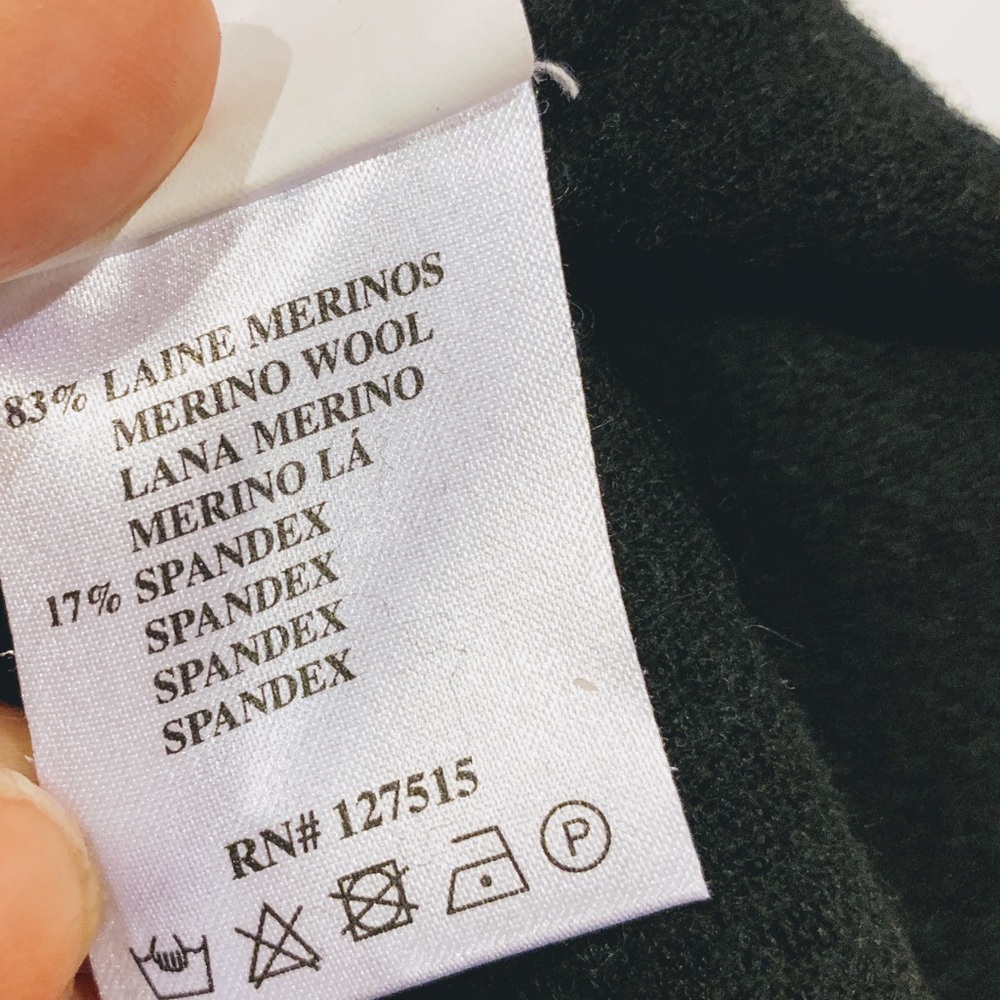 83% LAINE MERINOS
MERINO WOOL
LANA MERINO
MERINO LÁ
17% SPANDEX
SPANDEX
SPANDEX
SPANDEX
RN# 127515
P